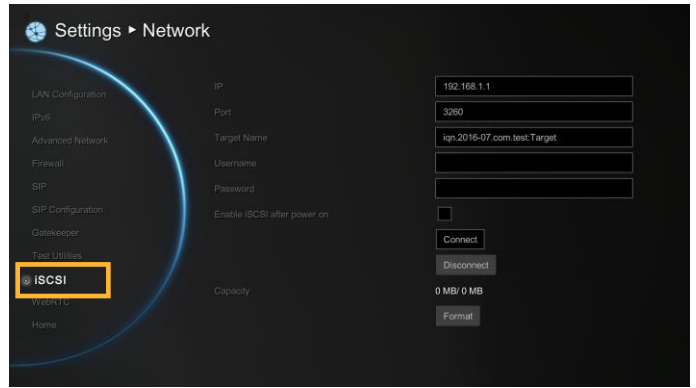 Settings ▸ Network
LAN Configuration
IPv6
Advanced Network
Firewall
SIP
SIP Configuration
Gatekeeper
Test Utilities
iSCSI
WebRTC
Home
IP 192.168.1.1
Port 3260
Target Name iqn.2016-07.com.test:Target
Username
Password
Enable iSCSI after power on
Connect
Disconnect
Capacity 0 MB/ 0 MB
Format